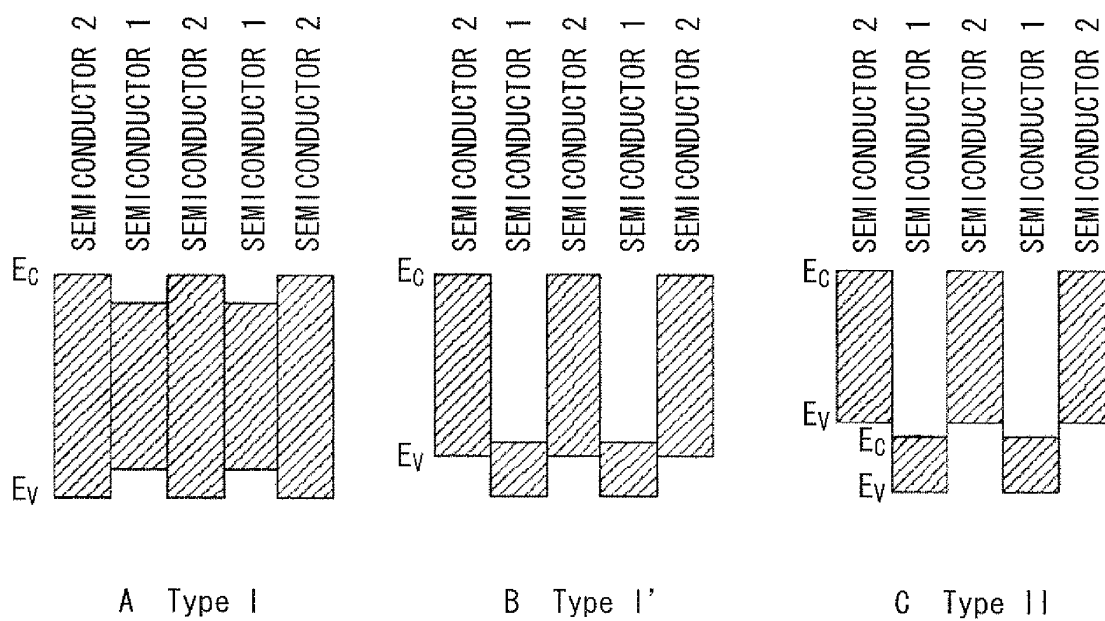 SEMICONDUCTOR 2
SEMICONDUCTOR 1
SEMICONDUCTOR 2
SEMICONDUCTOR 1
SEMICONDUCTOR 2
EC
EV
A Type I
SEMICONDUCTOR 2
SEMICONDUCTOR 1
SEMICONDUCTOR 2
SEMICONDUCTOR 1
SEMICONDUCTOR 2
EC
EV
B Type I'
SEMICONDUCTOR 2
SEMICONDUCTOR 1
SEMICONDUCTOR 2
SEMICONDUCTOR 1
SEMICONDUCTOR 2
EC
EV
EC
EV
C Type II